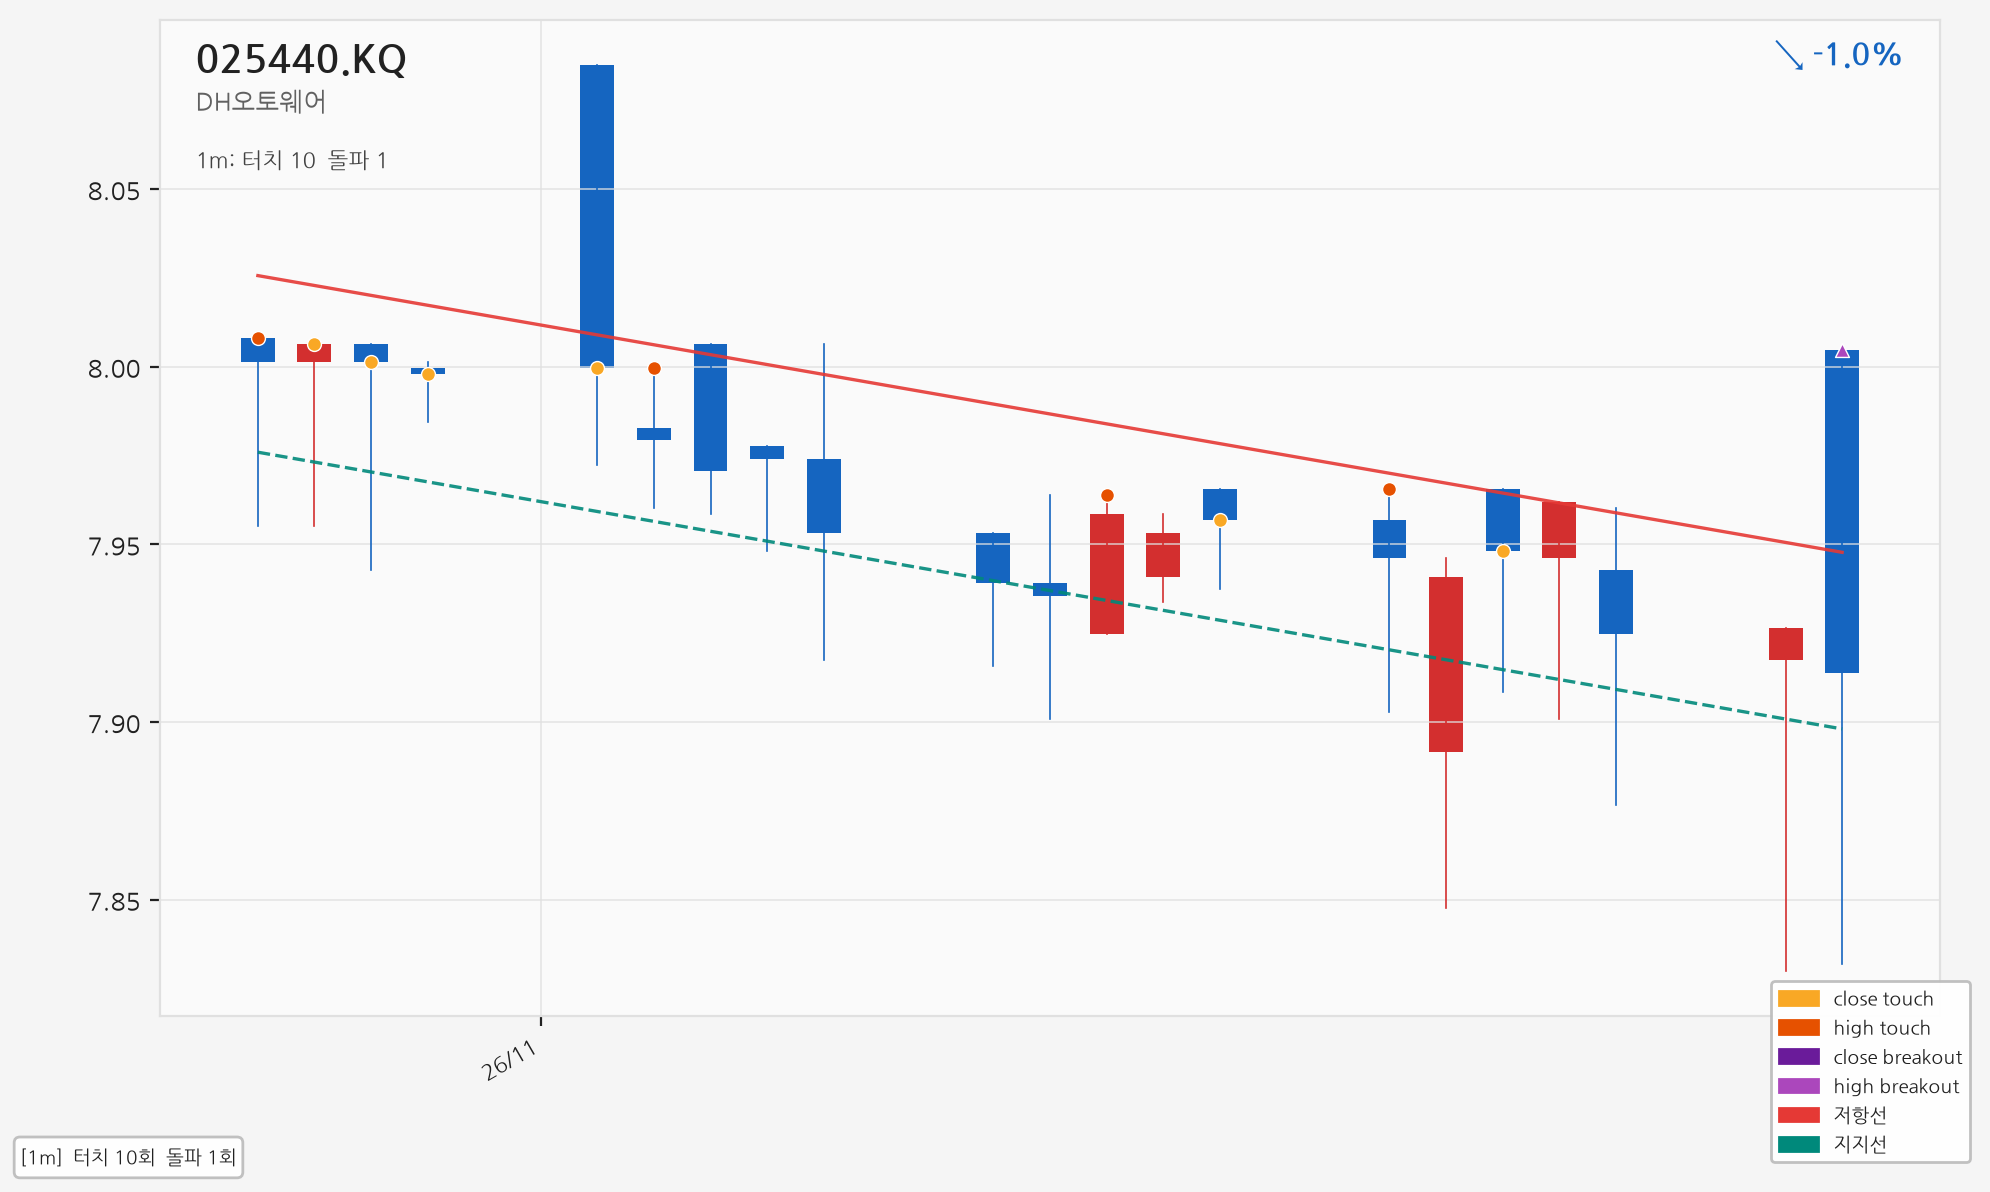 025440.KQ
DH오토웨어
1m: 터치 10 돌파 1
-1.0%
8.05
8.00
7.95
7.90
7.85
26/11
close touch
high touch
close breakout
high breakout
저항선
지지선
[1m] 터치 10회 돌파 1회